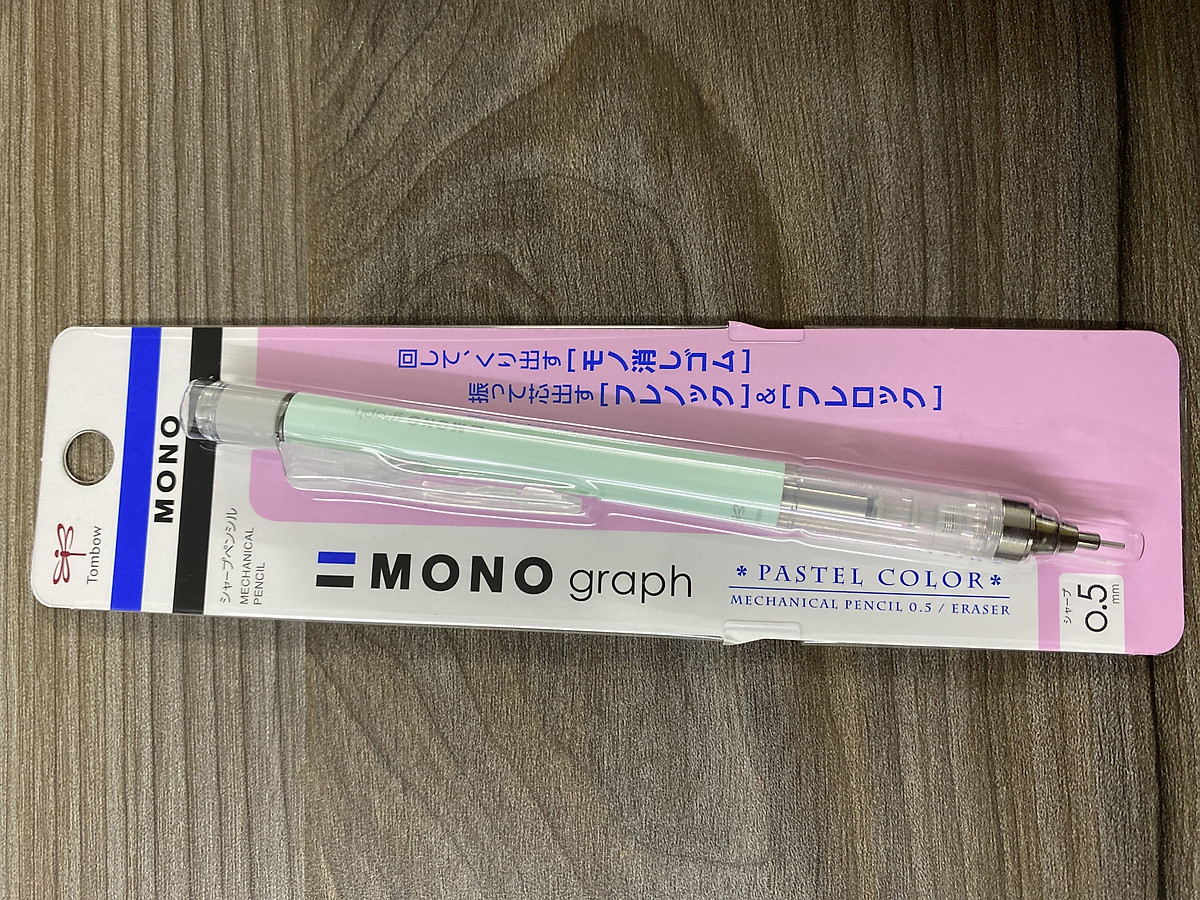 回して、くり出す[モノ消しゴム]
振って芯出す[フレノック]&[フレロック]
MONO
Tombow
シャープペンシル
MECHANICAL
PENCIL
MONO graph
*PASTEL COLOR*
MECHANICAL PENCIL 0.5 / ERASER
シャープ
0.5
mm